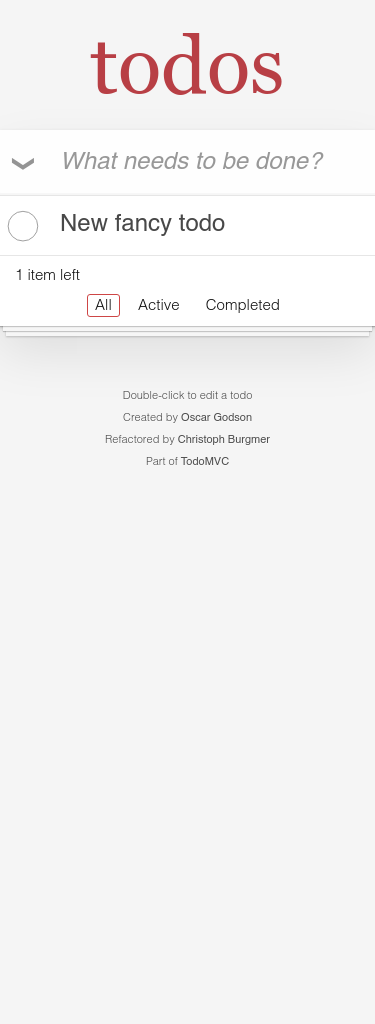 todos
What needs to be done?
New fancy todo
1 item left
All Active Completed
Double-click to edit a todo
Created by Oscar Godson
Refactored by Christoph Burgmer
Part of TodoMVC